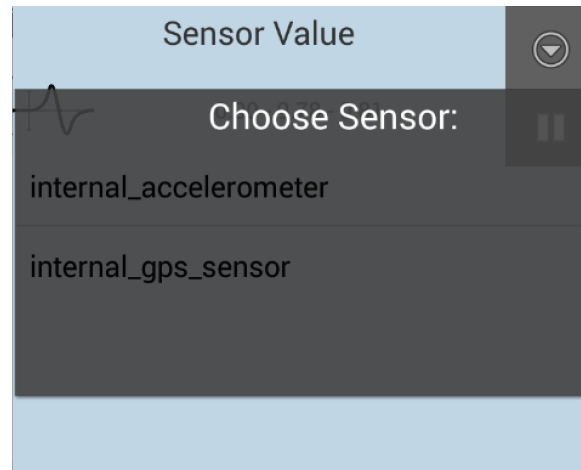 Sensor Value
Choose Sensor:
internal_accelerometer
internal_gps_sensor